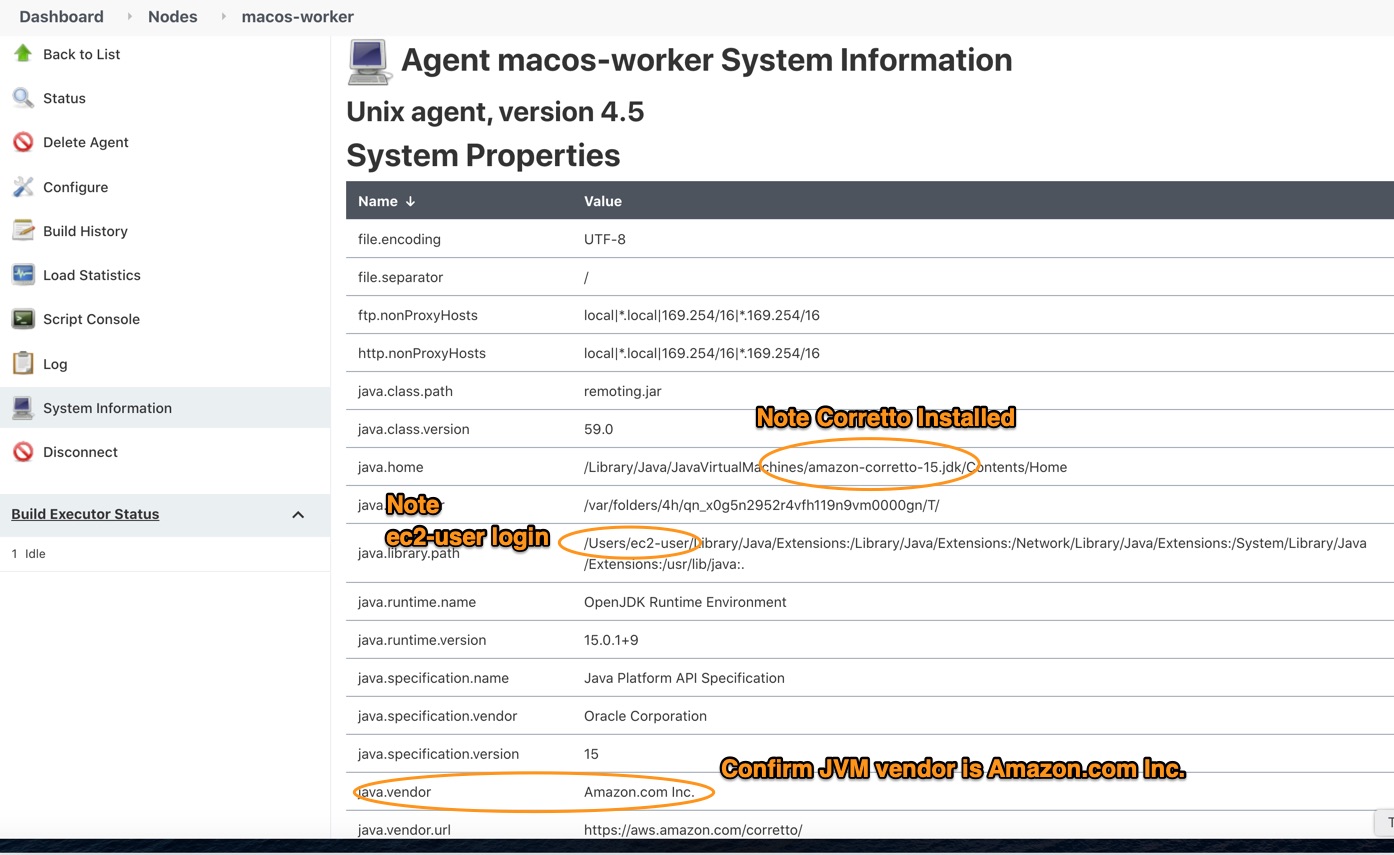 Dashboard
Nodes
macos-worker
Back to List
Status
Delete Agent
Configure
Build History
Load Statistics
Script Console
Log
System Information
Disconnect
Build Executor Status
1 Idle
Agent macos-worker System Information
Unix agent, version 4.5
System Properties
Name ↓ Value
file.encoding UTF-8
file.separator /
ftp.nonProxyHosts local|*.local|169.254/16|*.169.254/16
http.nonProxyHosts local|*.local|169.254/16|*.169.254/16
java.class.path remoting.jar
Note Corretto Installed
java.class.version 59.0
java.home /Library/Java/JavaVirtualMachines/amazon-corretto-15.jdk/Contents/Home
Note
/var/folders/4h/qn_x0g5n2952r4vfh119n9vm0000gn/T/
ec2-user login
java.library.path /Users/ec2-user/Library/Java/Extensions:/Library/Java/Extensions:/Network/Library/Java/Extensions:/System/Library/Java
/Extensions:/usr/lib/java:.
java.runtime.name OpenJDK Runtime Environment
java.runtime.version 15.0.1+9
java.specification.name Java Platform API Specification
java.specification.vendor Oracle Corporation
java.specification.version 15
Confirm JVM vendor is Amazon.com Inc.
java.vendor Amazon.com Inc.
java.vendor.url https://aws.amazon.com/corretto/